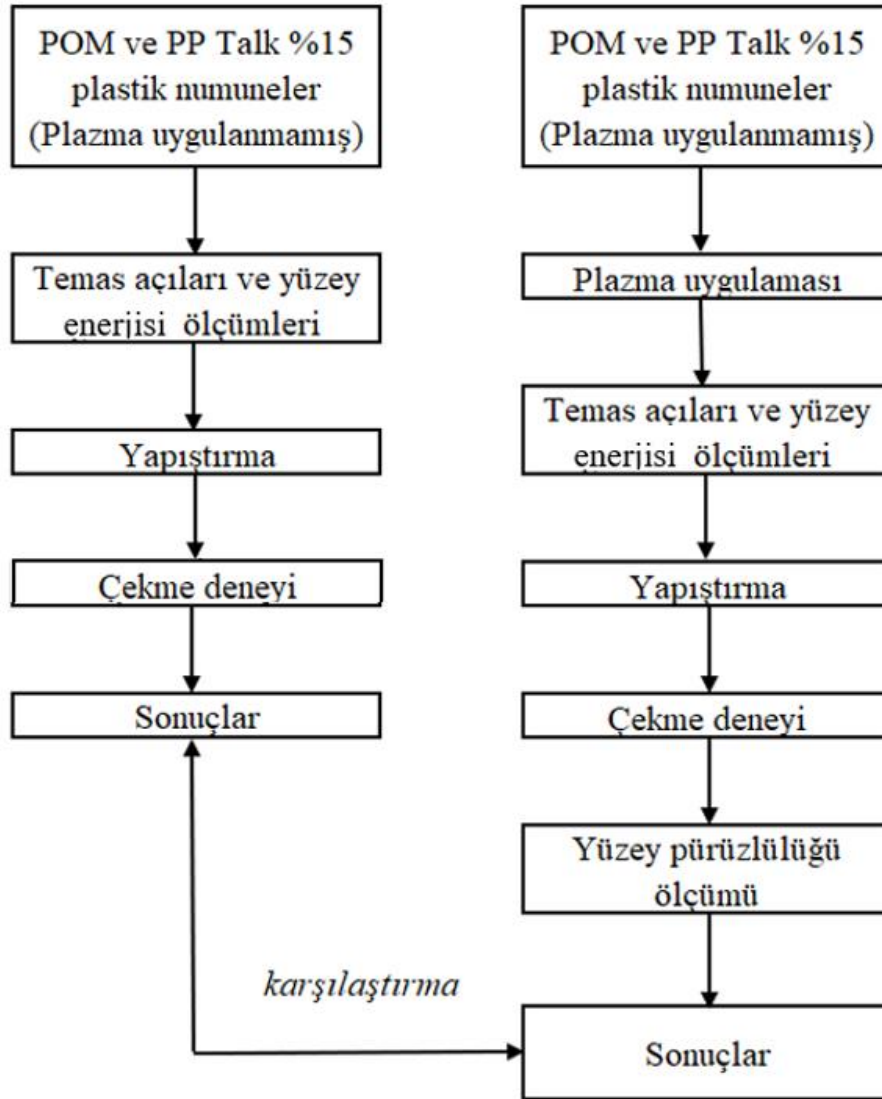 POM ve PP Talk %15
plastik numuneler
(Plazma uygulanmamış)
Temas açıları ve yüzey
enerjisi ölçümleri
Yapıştırma
Çekme deneyi
Sonuçlar
POM ve PP Talk %15
plastik numuneler
(Plazma uygulanmamış)
Plazma uygulaması
Temas açıları ve yüzey
enerjisi ölçümleri
Yapıştırma
Çekme deneyi
Yüzey pürüzlülüğü
ölçümü
Sonuçlar
karşılaştırma